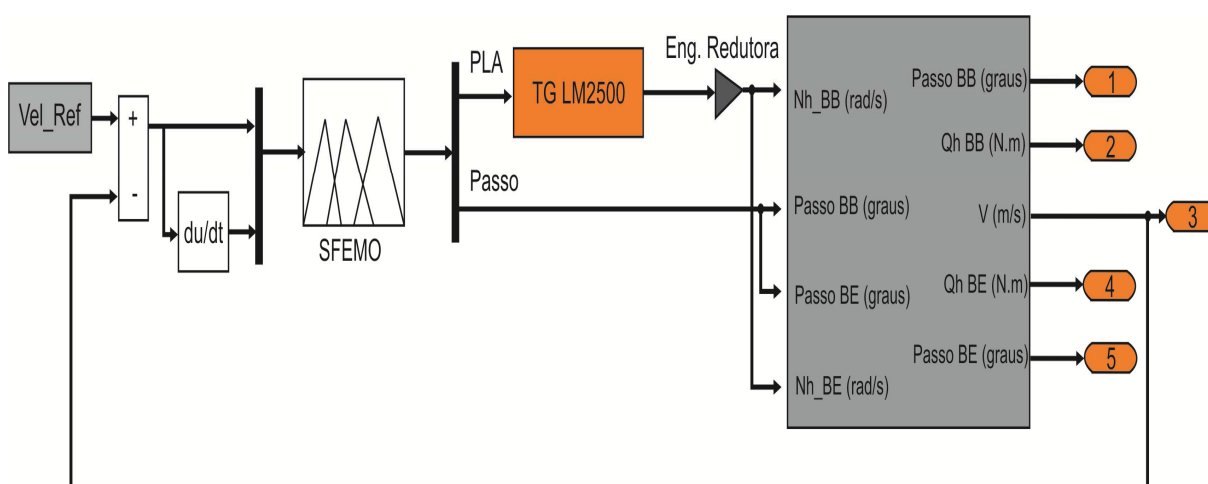 Vel_Ref
+
-
du/dt
SFEMO
PLA
Passo
TG LM2500
Eng. Redutora
Nh_BB (rad/s)
Passo BB (graus)
Passo BE (graus)
Nh_BE (rad/s)
Passo BB (graus)
Qh BB (N.m)
V (m/s)
Qh BE (N.m)
Passo BE (graus)
1
2
3
4
5